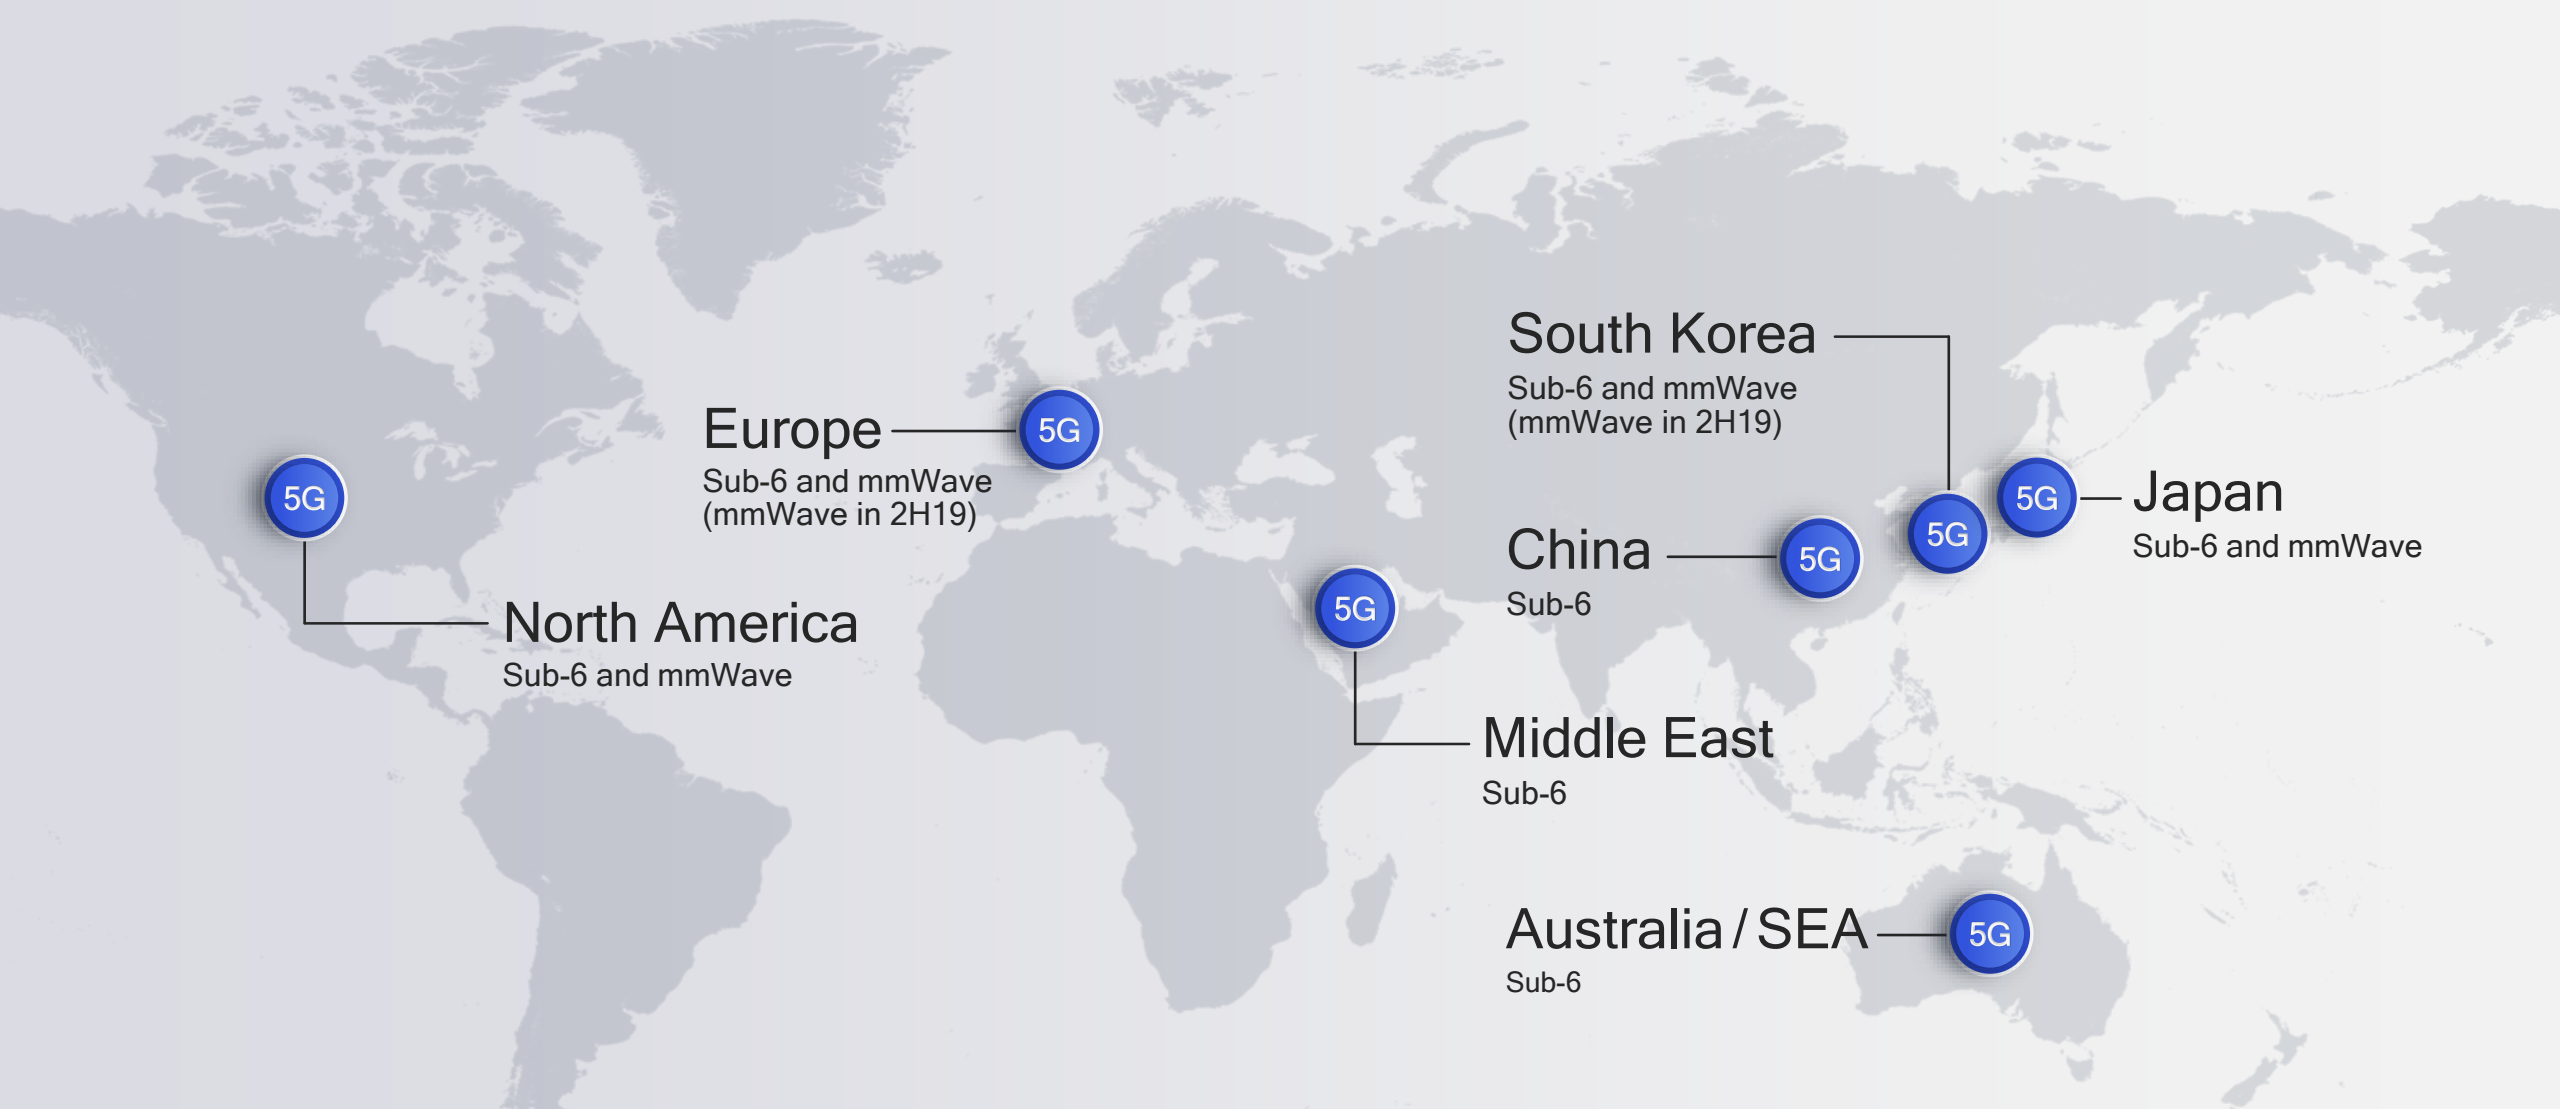 5G
North America
Sub-6 and mmWave
Europe
5G
Sub-6 and mmWave
(mmWave in 2H19)
5G
Middle East
Sub-6
South Korea
Sub-6 and mmWave
(mmWave in 2H19)
5G
China
5G
Sub-6
5G
Japan
Sub-6 and mmWave
Australia / SEA
5G
Sub-6